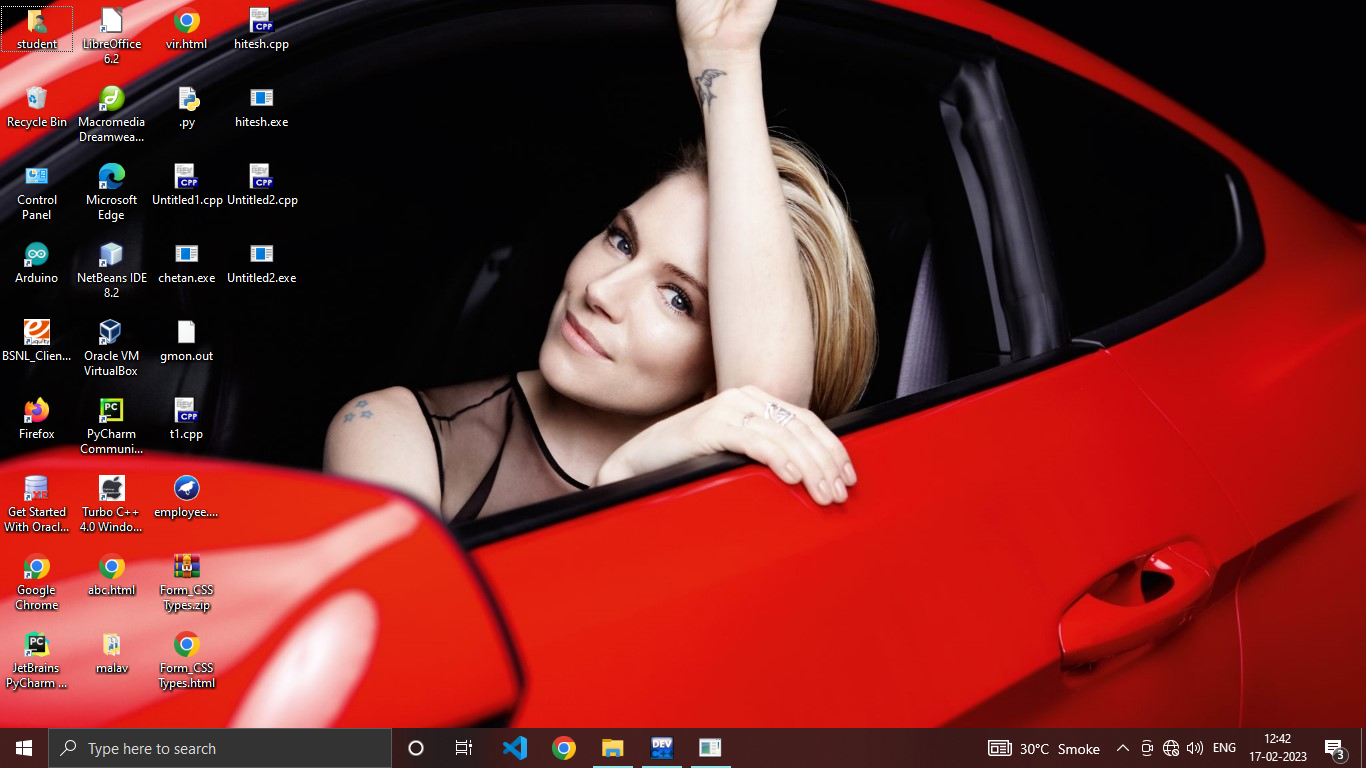 student
LibreOffice
6.2
vir.html
hitesh.cpp
Recycle Bin
Macromedia
Dreamwea...
.py
hitesh.exe
Control
Panel
Microsoft
Edge
Untitled1.cpp
Untitled2.cpp
Arduino
NetBeans IDE
8.2
chetan.exe
Untitled2.exe
BSNL_Clien...
Oracle VM
VirtualBox
gmon.out
Firefox
PyCharm
Communi...
t1.cpp
Get Started
With Oracl...
Turbo C++
4.0 Windo...
employee....
Google
Chrome
abc.html
Form_CSS
Types.zip
JetBrains
PyCharm ...
malav
Form_CSS
Types.html
Type here to search
DEV
30°C Smoke
ENG
12:42
17-02-2023
3